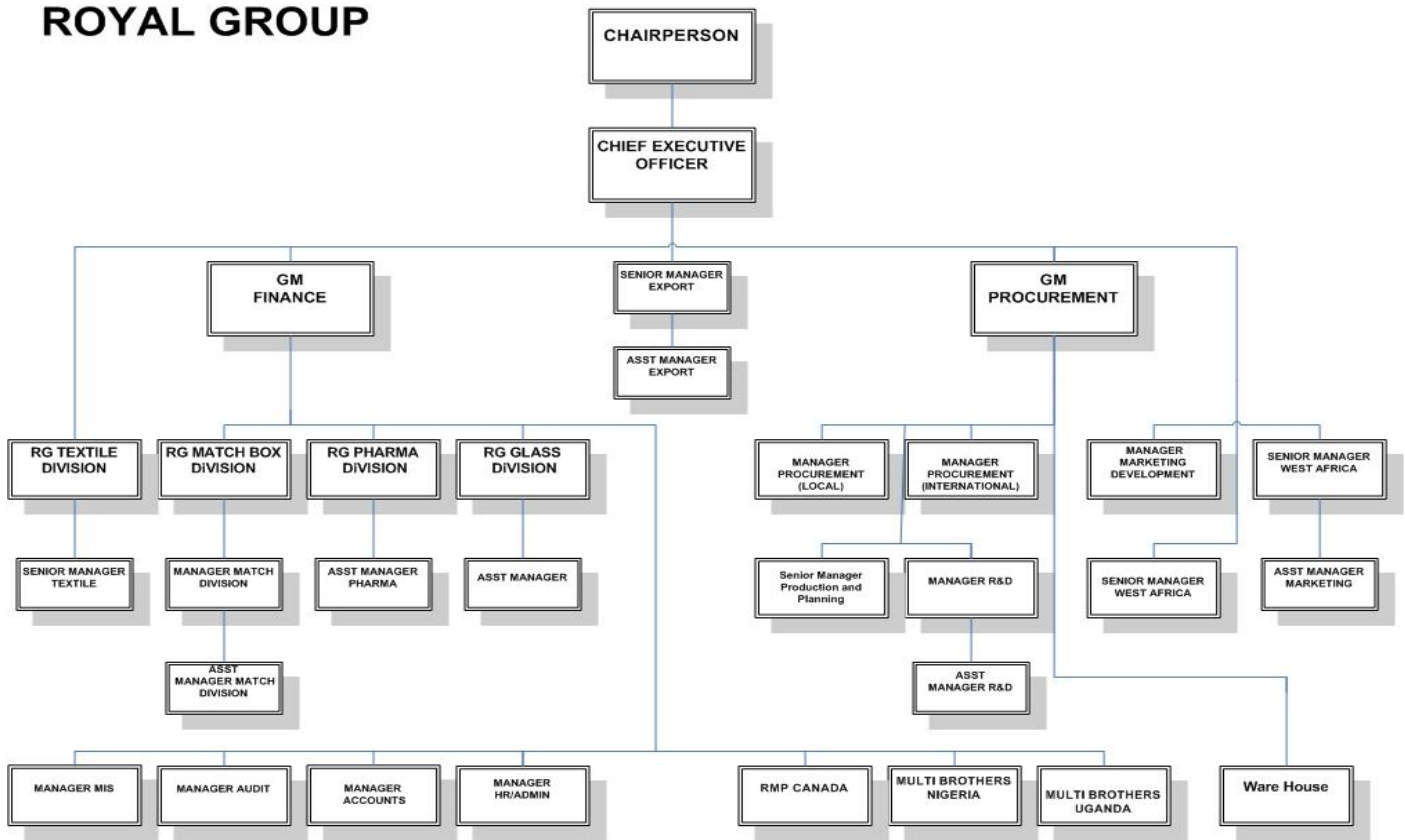 ROYAL GROUP
CHAIRPERSON
CHIEF EXECUTIVE
OFFICER
GM
FINANCE
SENIOR MANAGER
EXPORT
GM
PROCUREMENT
ASST MANAGER
EXPORT
RG TEXTILE
DIVISION
RG MATCH BOX
DiVISION
RG PHARMA
DiVISION
RG GLASS
DiVISION
MANAGER
PROCUREMENT
(LOCAL)
MANAGER
PROCUREMENT
(INTERNATIONAL)
MANAGER
MARKETING
DEVELOPMENT
SENIOR MANAGER
WEST AFRICA
SENIOR MANAGER
TEXTILE
MANAGER MATCH
DIVISION
ASST MANAGER
PHARMA
ASST MANAGER
Senior Manager
Production and
Planning
MANAGER R&D
SENIOR MANAGER
WEST AFRICA
ASST MANAGER
MARKETING
ASST
MANAGER MATCH
DIVISION
ASST
MANAGER R&D
MANAGER MIS
MANAGER AUDIT
MANAGER
ACCOUNTS
MANAGER
HR/ADMIN
RMP CANADA
MULTI BROTHERS
NIGERIA
MULTI BROTHERS
UGANDA
Ware House